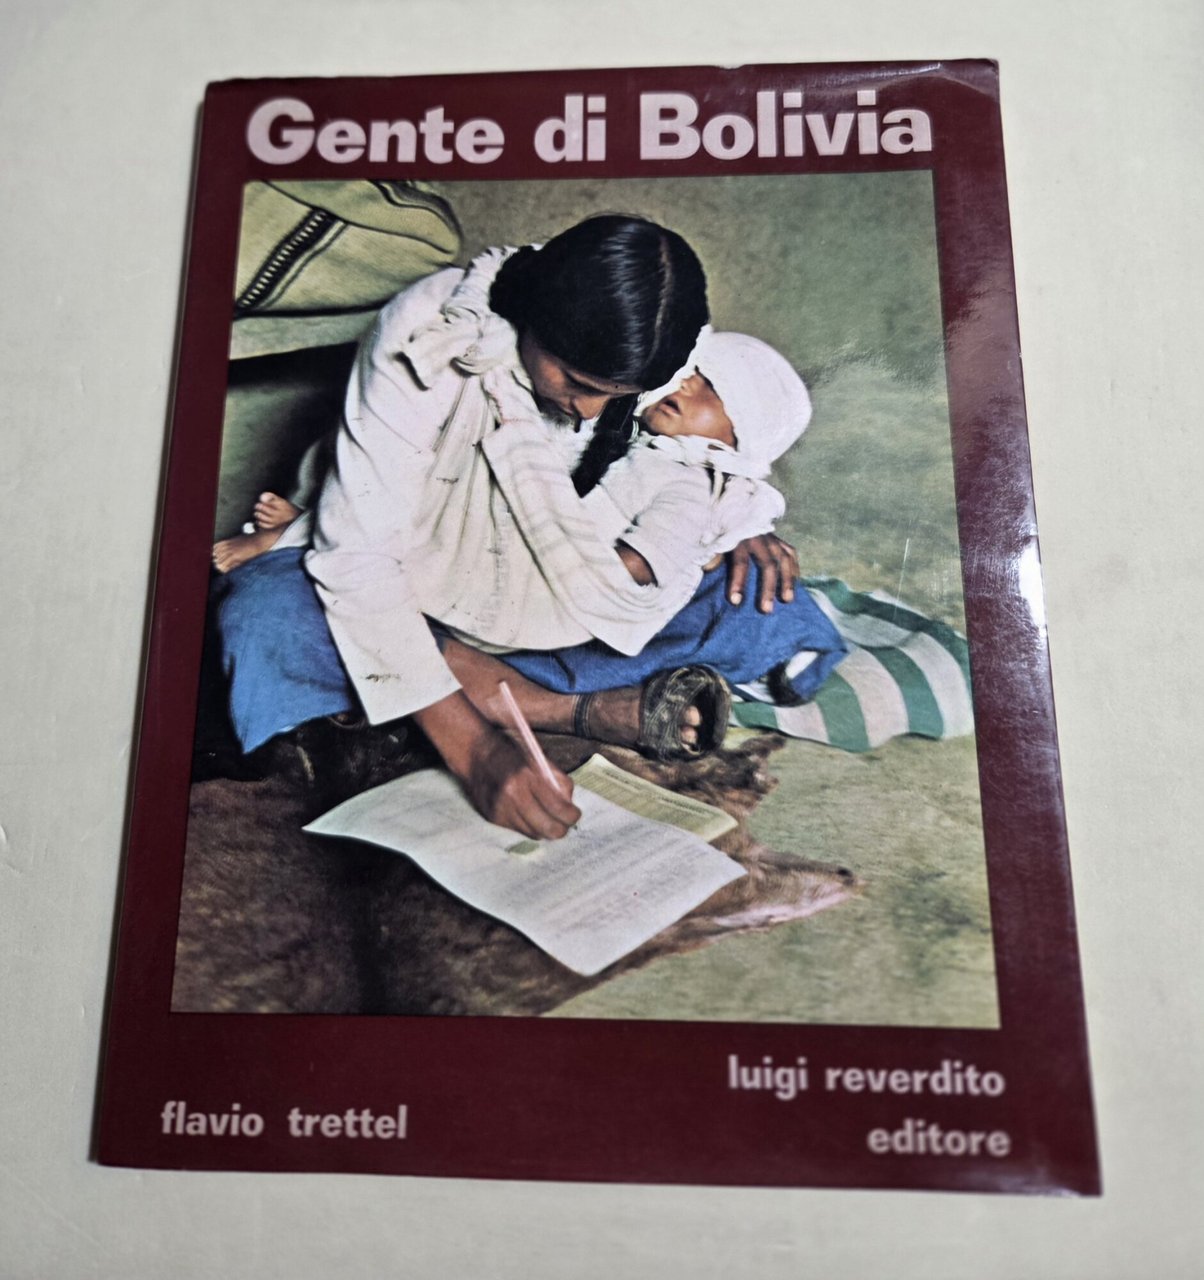 Gente di Bolivia
luigi reverdito
flavio trettel
editore